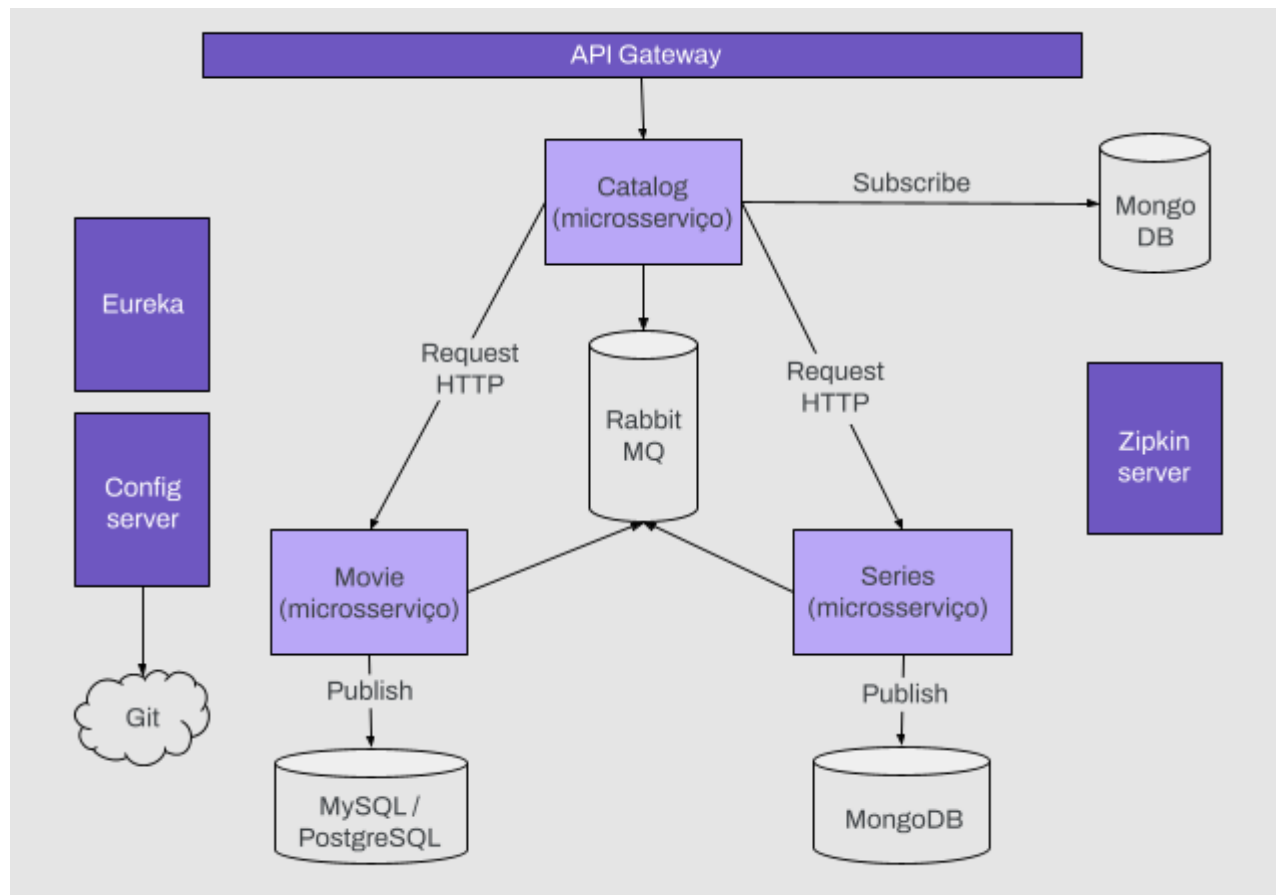 API Gateway
Catalog
(microsserviço)
Subscribe
Mongo
DB
Eureka
Request
HTTP
Request
HTTP
Rabbit
MQ
Zipkin
server
Config
server
Movie
(microsserviço)
Series
(microsserviço)
Publish
Publish
Git
MySQL /
PostgreSQL
MongoDB